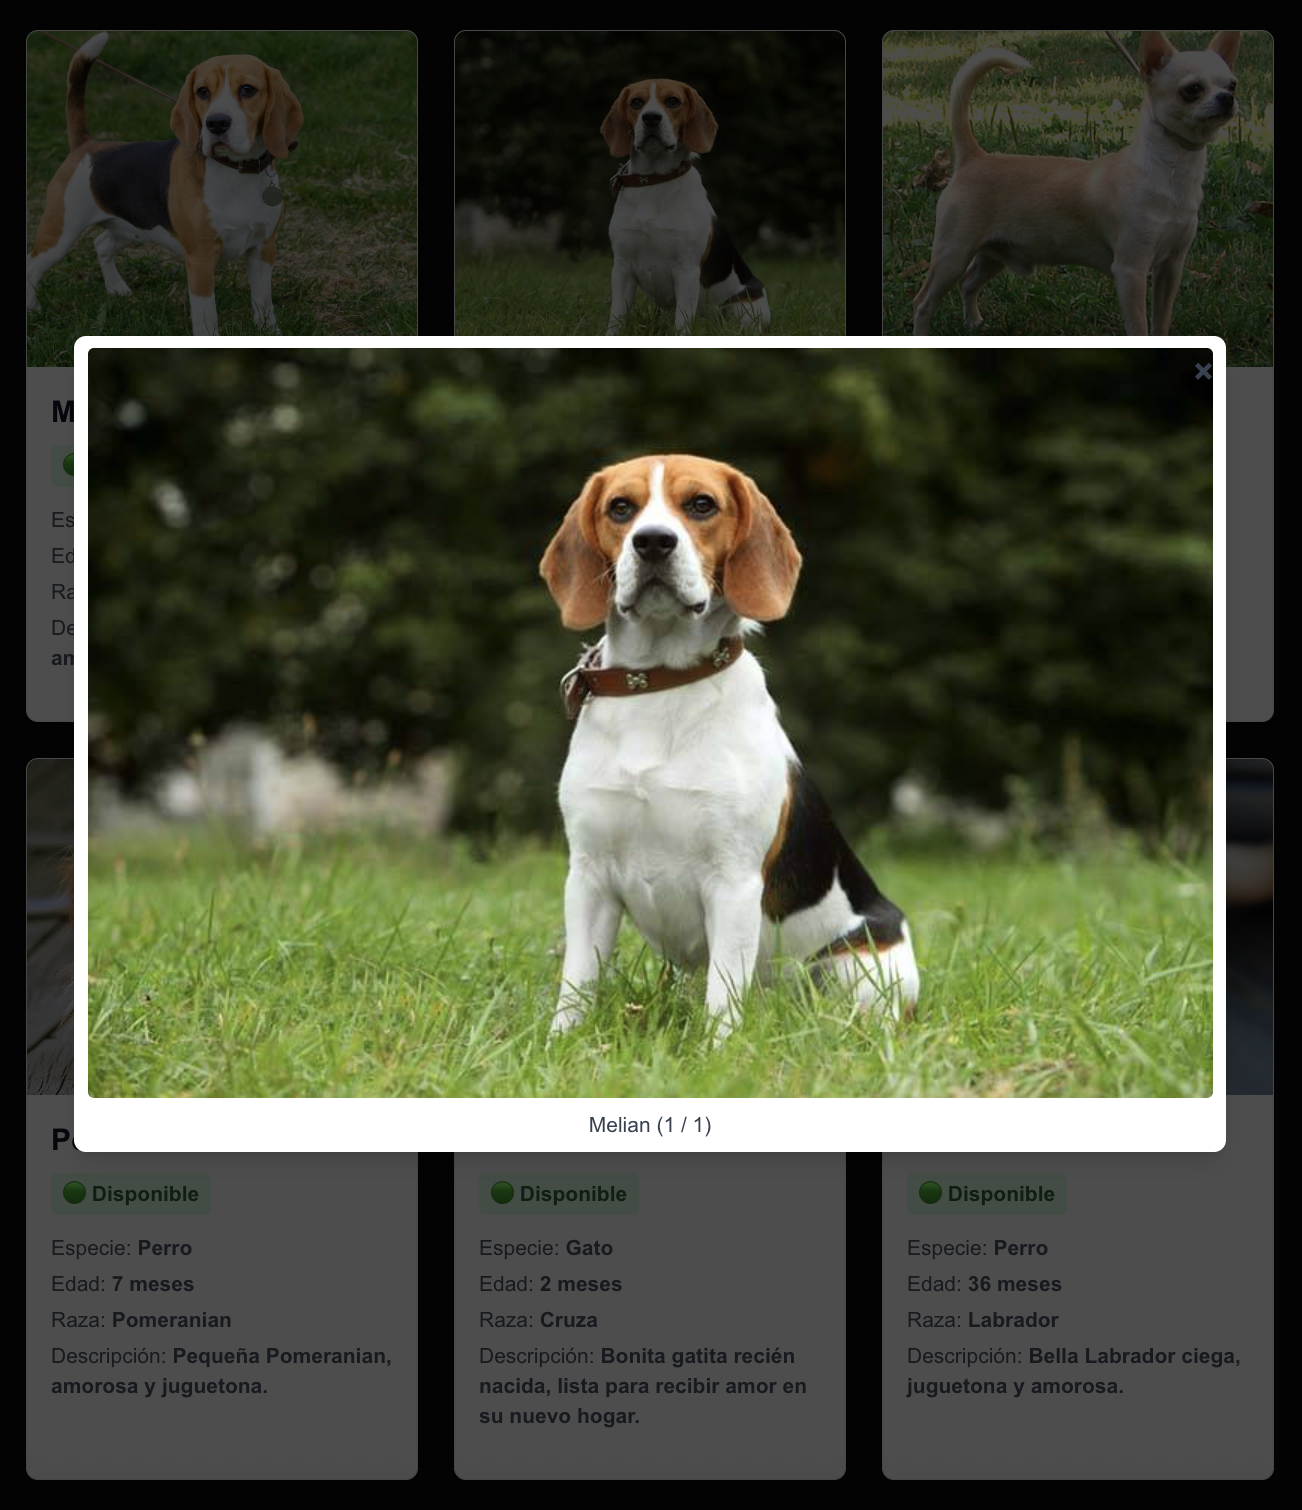 M
Es
Ed
Ra
De
am
×
Melian (1 / 1)
P
Disponible
Especie: Perro
Edad: 7 meses
Raza: Pomeranian
Descripción: Pequeña Pomeranian,
amorosa y juguetona.
Disponible
Especie: Gato
Edad: 2 meses
Raza: Cruza
Descripción: Bonita gatita recién
nacida, lista para recibir amor en
su nuevo hogar.
Disponible
Especie: Perro
Edad: 36 meses
Raza: Labrador
Descripción: Bella Labrador ciega,
juguetona y amorosa.